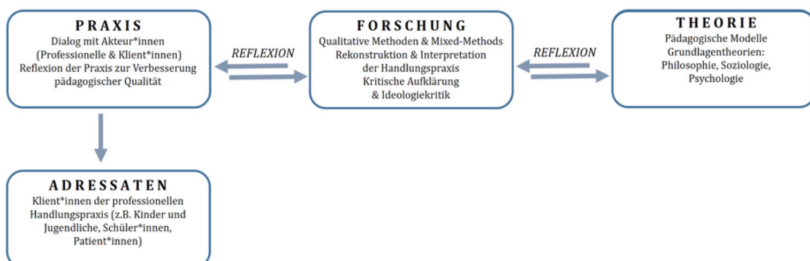 PRAXIS
Dialog mit Akteur*innen
(Professionelle & Klient*innen)
Reflexion der Praxis zur Verbesserung
pädagogischer Qualität
REFLEXION
FORSCHUNG
Qualitative Methoden & Mixed-Methods
Rekonstruktion & Interpretation
der Handlungspraxis
Kritische Aufklärung
& Ideologiekritik
REFLEXION
THEORIE
Pädagogische Modelle
Grundlagentheorien:
Philosophie, Soziologie,
Psychologie
ADRESSATEN
Klient*innen der professionellen
Handlungspraxis (z.B. Kinder und
Jugendliche, Schüler*innen,
Patient*innen)